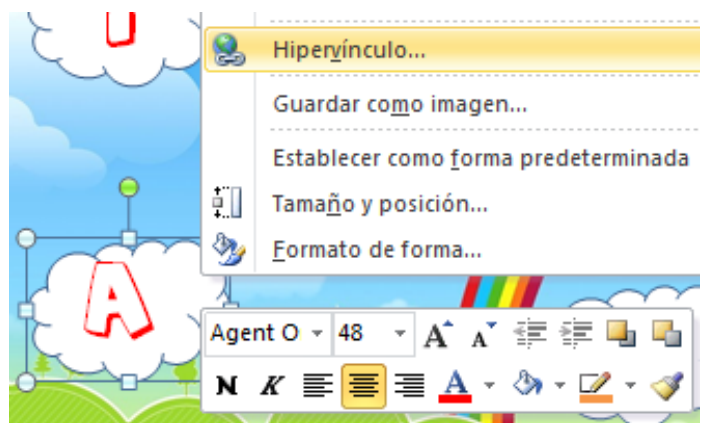 Hipervínculo...
Guardar como imagen...
Establecer como forma predeterminada
Tamaño y posición...
Formato de forma...
A
Agent O 48 A A
N K A